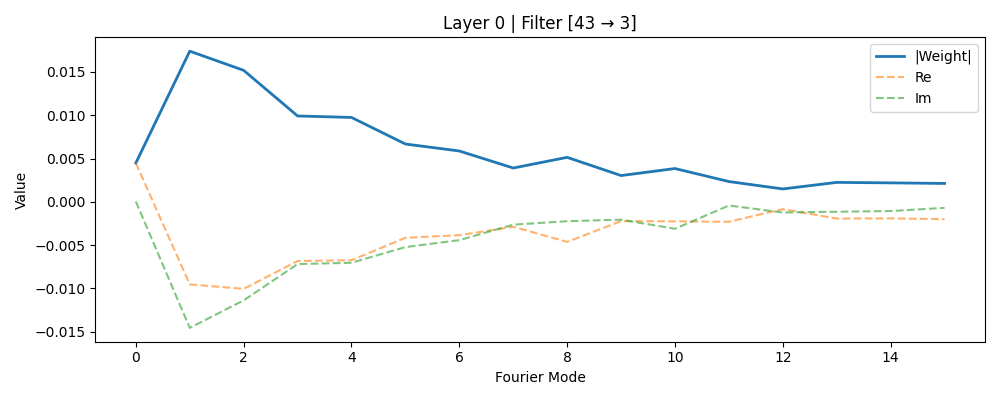 Layer 0 | Filter [43 → 3]
|Weight|
Re
Im
0.015
0.010
0.005
0.000
−0.005
−0.010
−0.015
Value
0 2 4 6 8 10 12 14
Fourier Mode